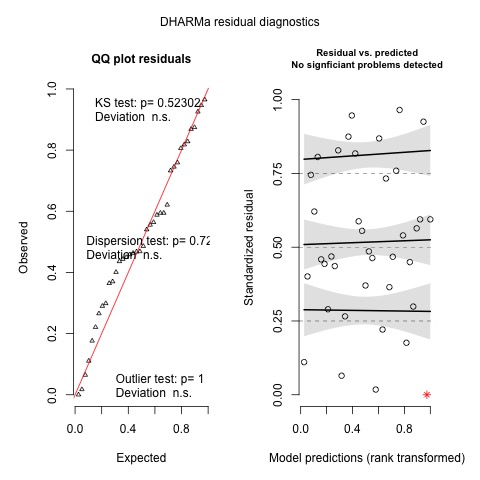 DHARMa residual diagnostics
QQ plot residuals
KS test: p= 0.52302
Deviation n.s.
Dispersion test: p= 0.72
Deviation n.s.
Outlier test: p= 1
Deviation n.s.
Observed
0.0 0.2 0.4 0.6 0.8 1.0
0.0 0.4 0.8
Expected
Residual vs. predicted
No signficiant problems detected
Standardized residual
0.00 0.25 0.50 0.75 1.00
0.0 0.4 0.8
Model predictions (rank transformed)